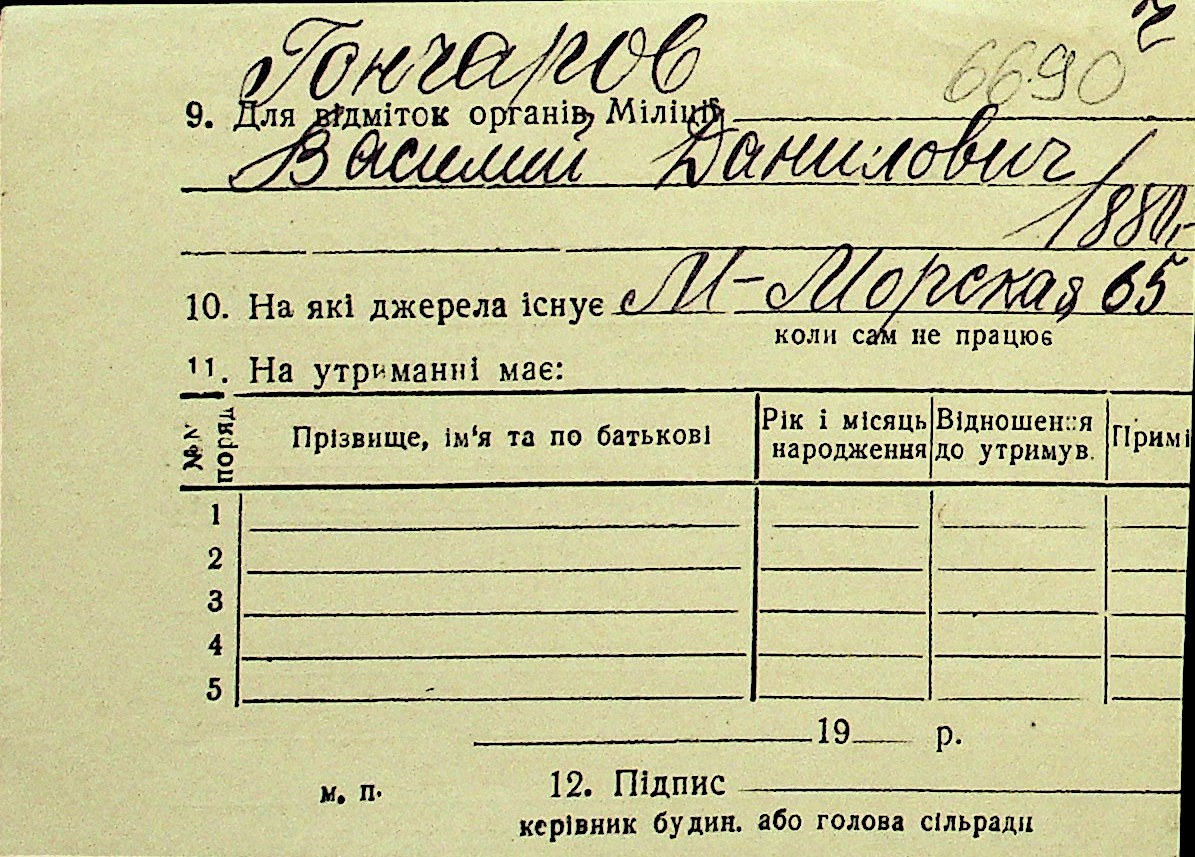 Гончаров 6690
9. Для відміток органів Міліції
Василий Данилович
1880 г.
10. На які джерела існує М-Морская 65
коли сам не працює
11. На утриманні має:
№№ поряд. Прізвище, ім‘я та по батькові Рік і місяць народження Відношення до утримув. Примі
1
2
3
4
5
19 р.
м. п. 12. Підпис
керівник будин. або голова сільради